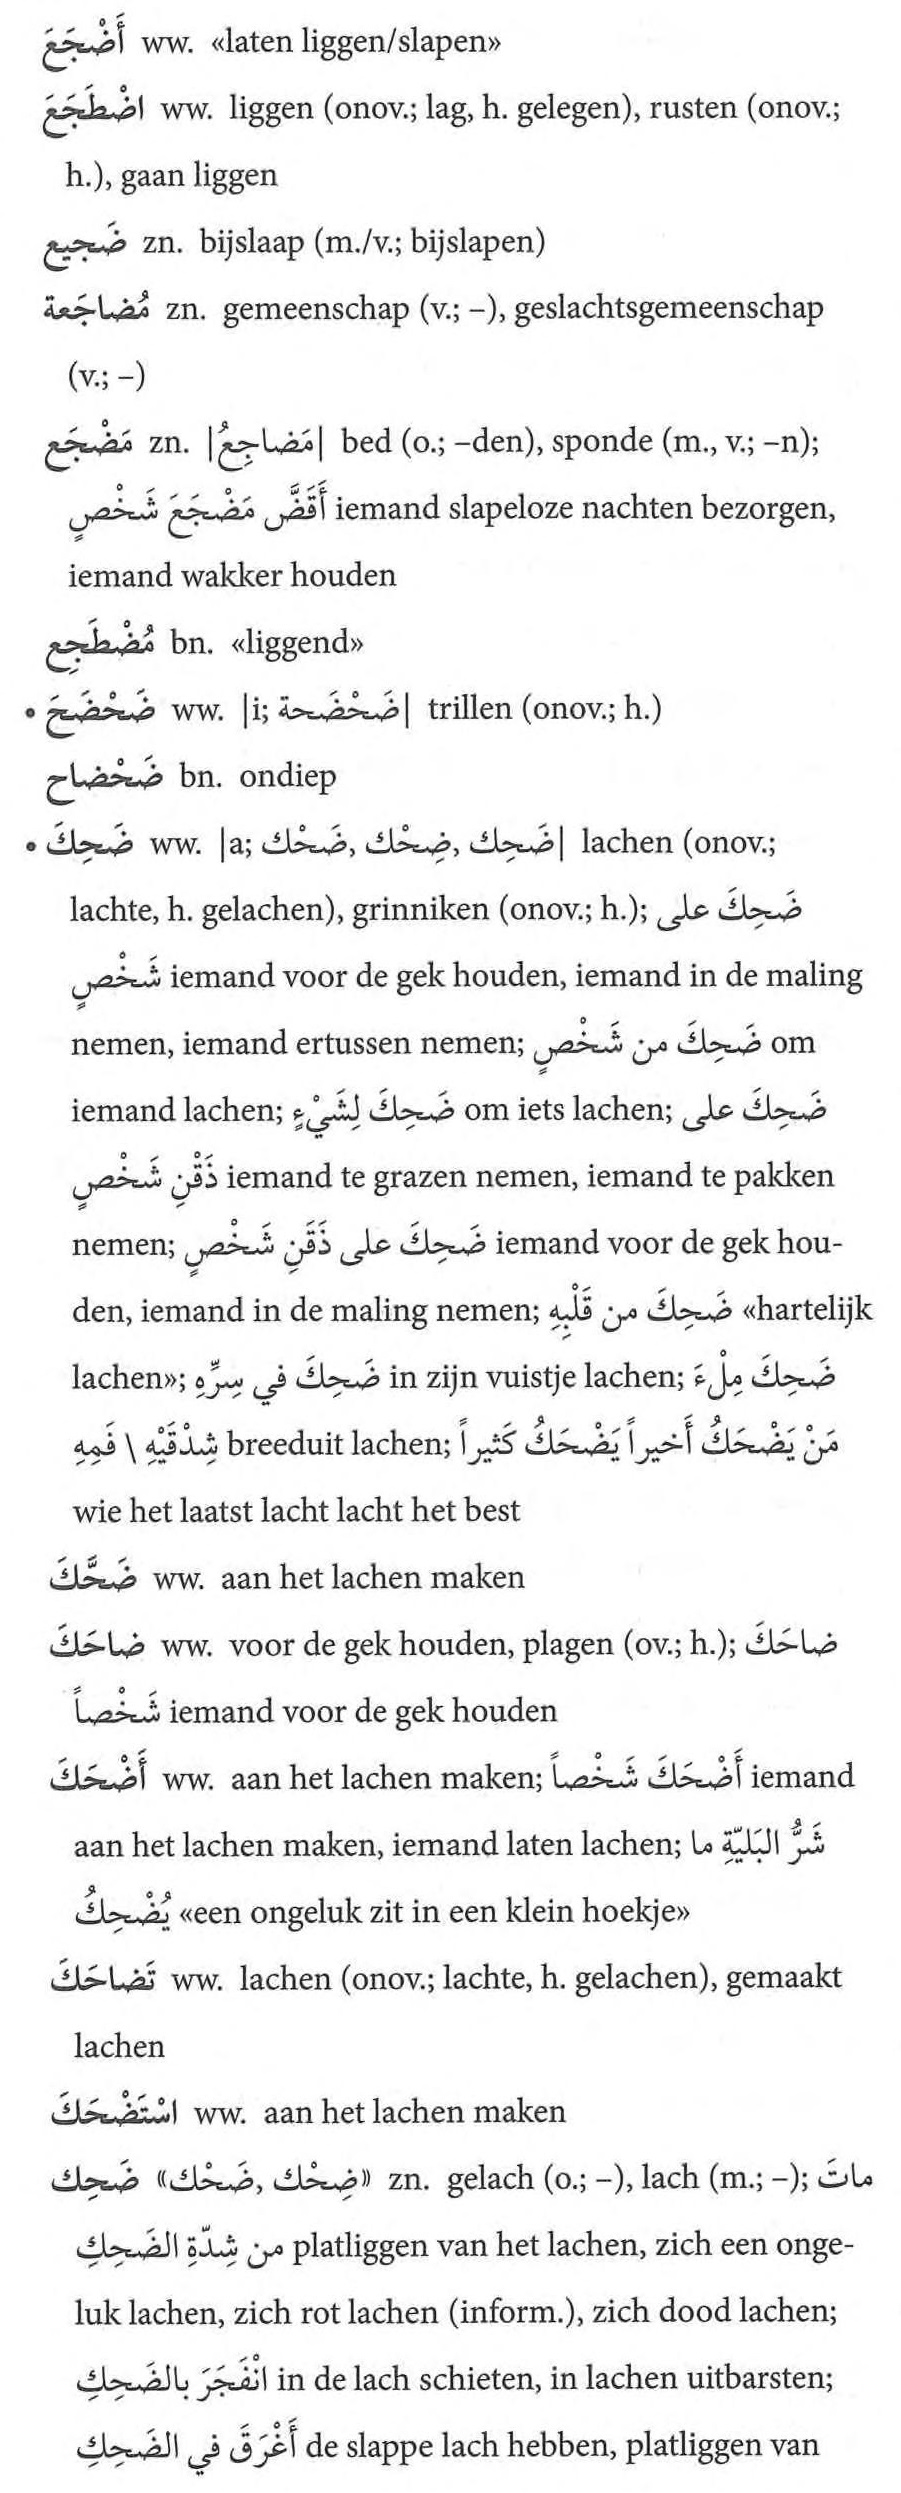 أَضْجَعَ ww. «laten liggen/slapen»
اضْطَجَعَ ww. liggen (onov.; lag, h. gelegen), rusten (onov.;
h.), gaan liggen
ضَجيع zn. bijslaap (m./v.; bijslapen)
مُضاجَعة zn. gemeenschap (v.; –), geslachtsgemeenschap
(v.; –)
مَضْجَع zn. |مَضاجِعُ| bed (o.; –den), sponde (m., v.; –n);
أَقَضَّ مَضْجَعَ شَخْصٍ iemand slapeloze nachten bezorgen,
iemand wakker houden
مُضْطَجِع bn. «liggend»
• ضَحْضَحَ ww. |i; ضَحْضَحة| trillen (onov.; h.)
ضَحْضاح bn. ondiep
• ضَحِكَ ww. |a; ضَحْك, ضِحْك, ضَحِك| lachen (onov.;
lachte, h. gelachen), grinniken (onov.; h.); ضَحِكَ على
شَخْصٍ iemand voor de gek houden, iemand in de maling
nemen, iemand ertussen nemen; ضَحِكَ من شَخْصٍ om
iemand lachen; ضَحِكَ لِشَيْءٍ om iets lachen; ضَحِكَ على
ذَقْنِ شَخْصٍ iemand te grazen nemen, iemand te pakken
nemen; ضَحِكَ على ذَقَنِ شَخْصٍ iemand voor de gek hou-
den, iemand in de maling nemen; ضَحِكَ من قَلْبِهِ «hartelijk
lachen»; ضَحِكَ في سِرِّهِ in zijn vuistje lachen; ضَحِكَ مِلْءَ
شِدْقَيْهِ \ فَمِهِ breeduit lachen; مَنْ يَضْحَكُ أَخيراً يَضْحَكُ كَثيراً
wie het laatst lacht lacht het best
ضَحَّكَ ww. aan het lachen maken
ضاحَكَ ww. voor de gek houden, plagen (ov.; h.); ضاحَكَ
شَخْصاً iemand voor de gek houden
أَضْحَكَ ww. aan het lachen maken; أَضْحَكَ شَخْصاً iemand
aan het lachen maken, iemand laten lachen; شَرُّ البَليّةِ ما
يُضْحِكُ «een ongeluk zit in een klein hoekje»
تَضاحَكَ ww. lachen (onov.; lachte, h. gelachen), gemaakt
lachen
اسْتَضْحَكَ ww. aan het lachen maken
ضَحِك «ضِحْك, ضَحْك» zn. gelach (o.; –), lach (m.; –); ماتَ
من شِدّةِ الضَحِكِ platliggen van het lachen, zich een onge-
luk lachen, zich rot lachen (inform.), zich dood lachen;
انْفَجَرَ بالضَحِكِ in de lach schieten, in lachen uitbarsten;
أَغْرَقَ في الضَحِكِ de slappe lach hebben, platliggen van